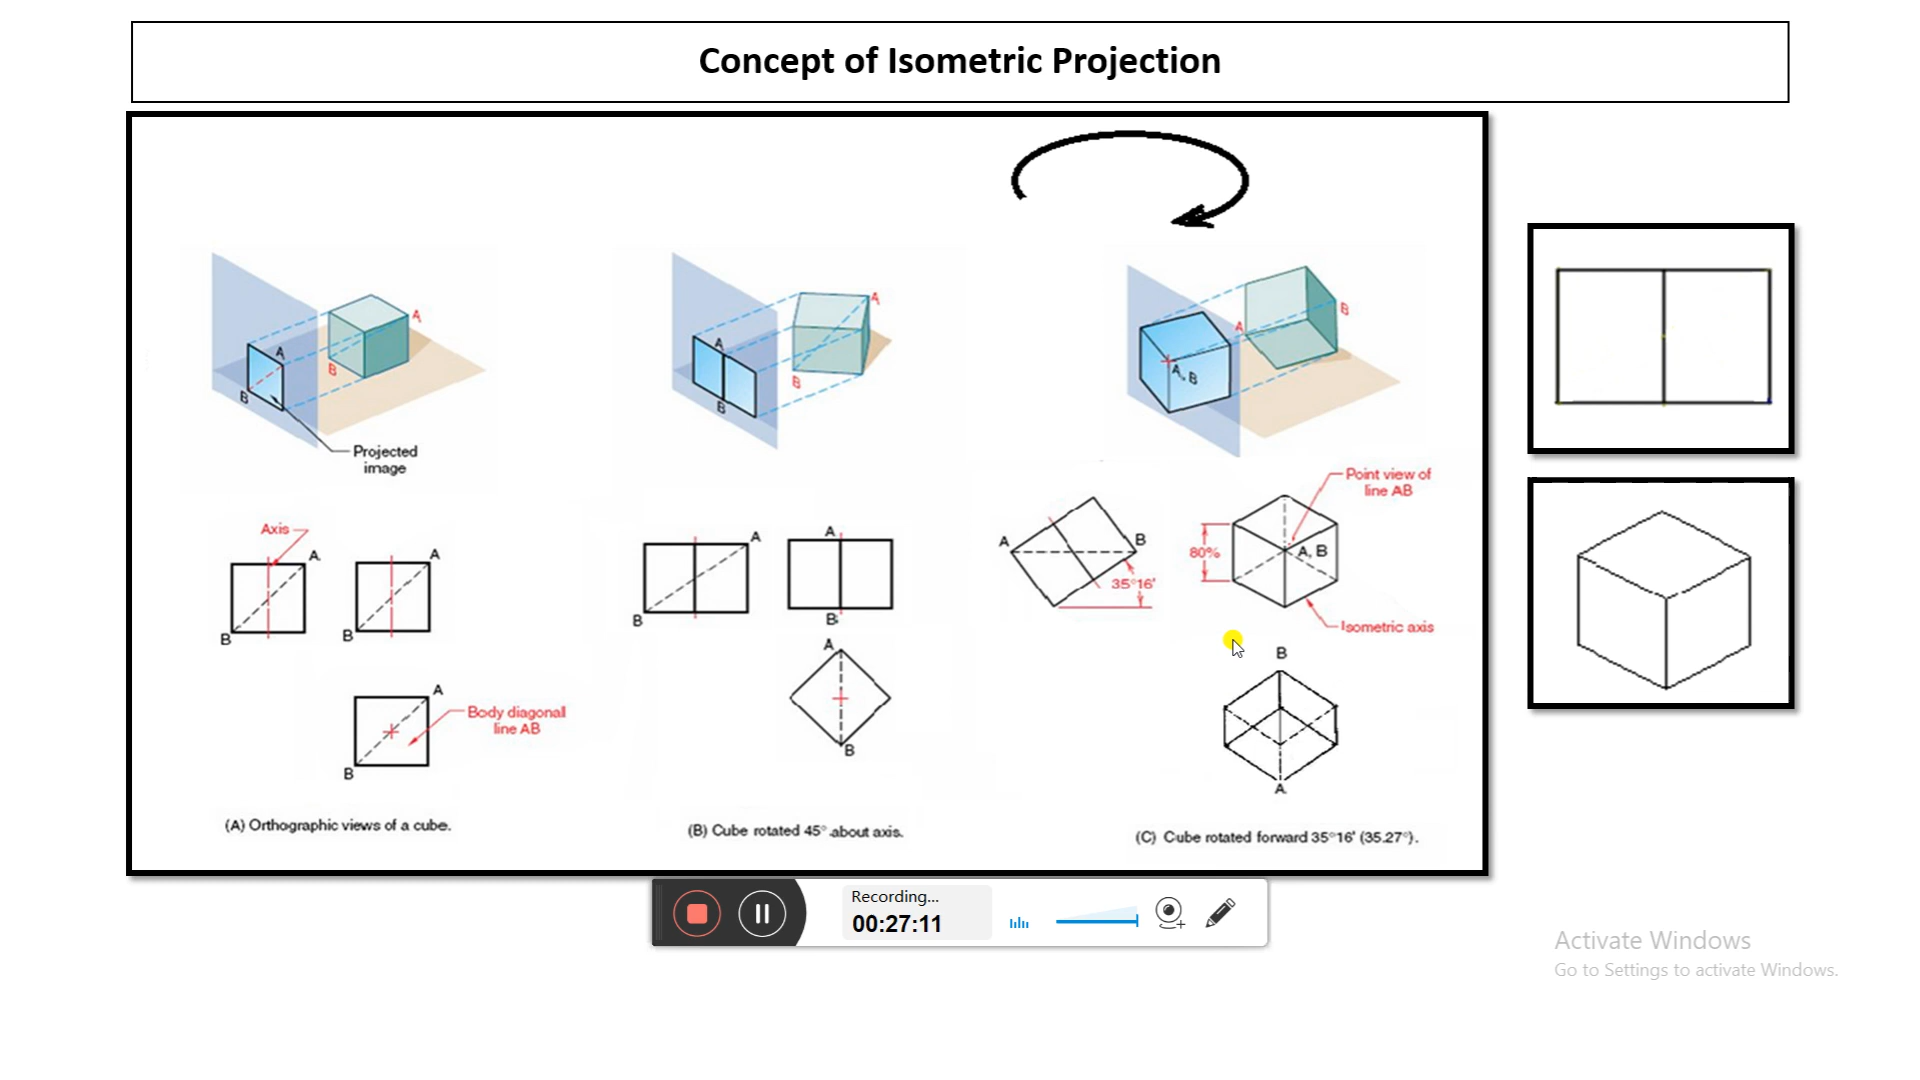 Concept of Isometric Projection
A
B
A
B
Projected
image
A
B
A
B
A
B
A, B
Axis
A
B
A
B
A
B
Body diagonal
line AB
(A) Orthographic views of a cube.
A
B
A
B
A
B
(B) Cube rotated 45° about axis.
A
B
35°16'
Point view of
line AB
80%
A, B
Isometric axis
B
A
(C) Cube rotated forward 35°16' (35.27°).
Recording...
00:27:11
Activate Windows
Go to Settings to activate Windows.